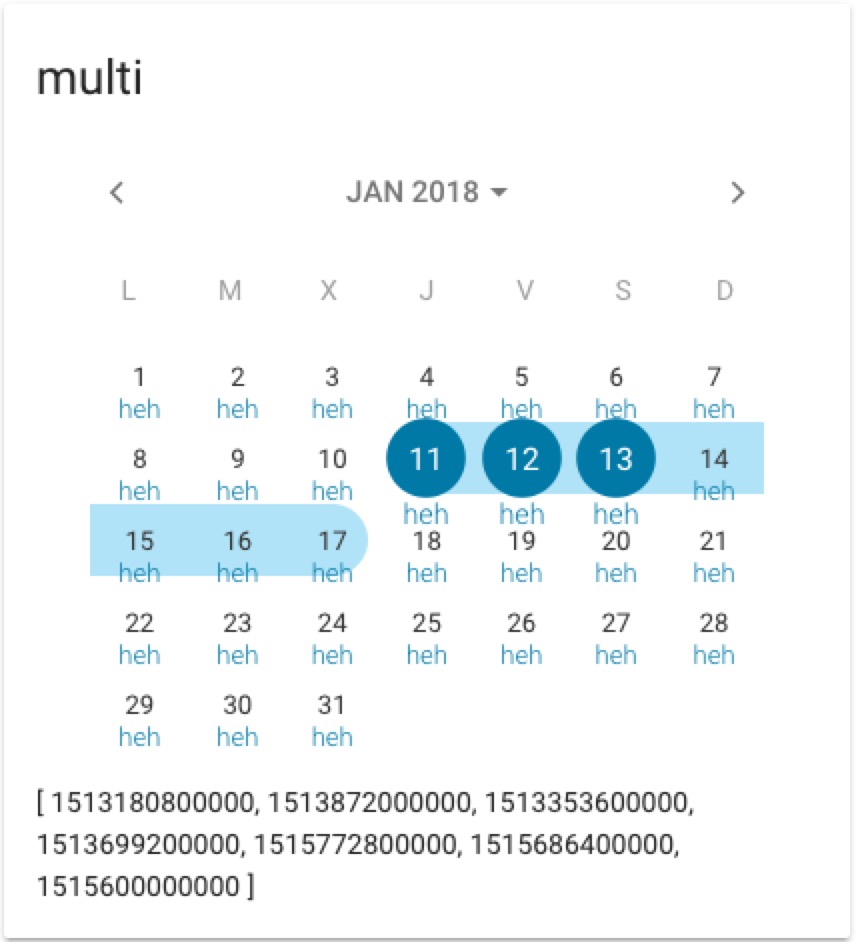 multi
JAN 2018
L M X J V S D
1 2 3 4 5 6 7
heh heh heh heh heh heh heh
8 9 10 11 12 13 14
heh heh heh heh heh heh heh
15 16 17 18 19 20 21
heh heh heh heh heh heh heh
22 23 24 25 26 27 28
heh heh heh heh heh heh heh
29 30 31
heh heh heh
[ 1513180800000, 1513872000000, 1513353600000,
1513699200000, 1515772800000, 1515686400000,
1515600000000 ]